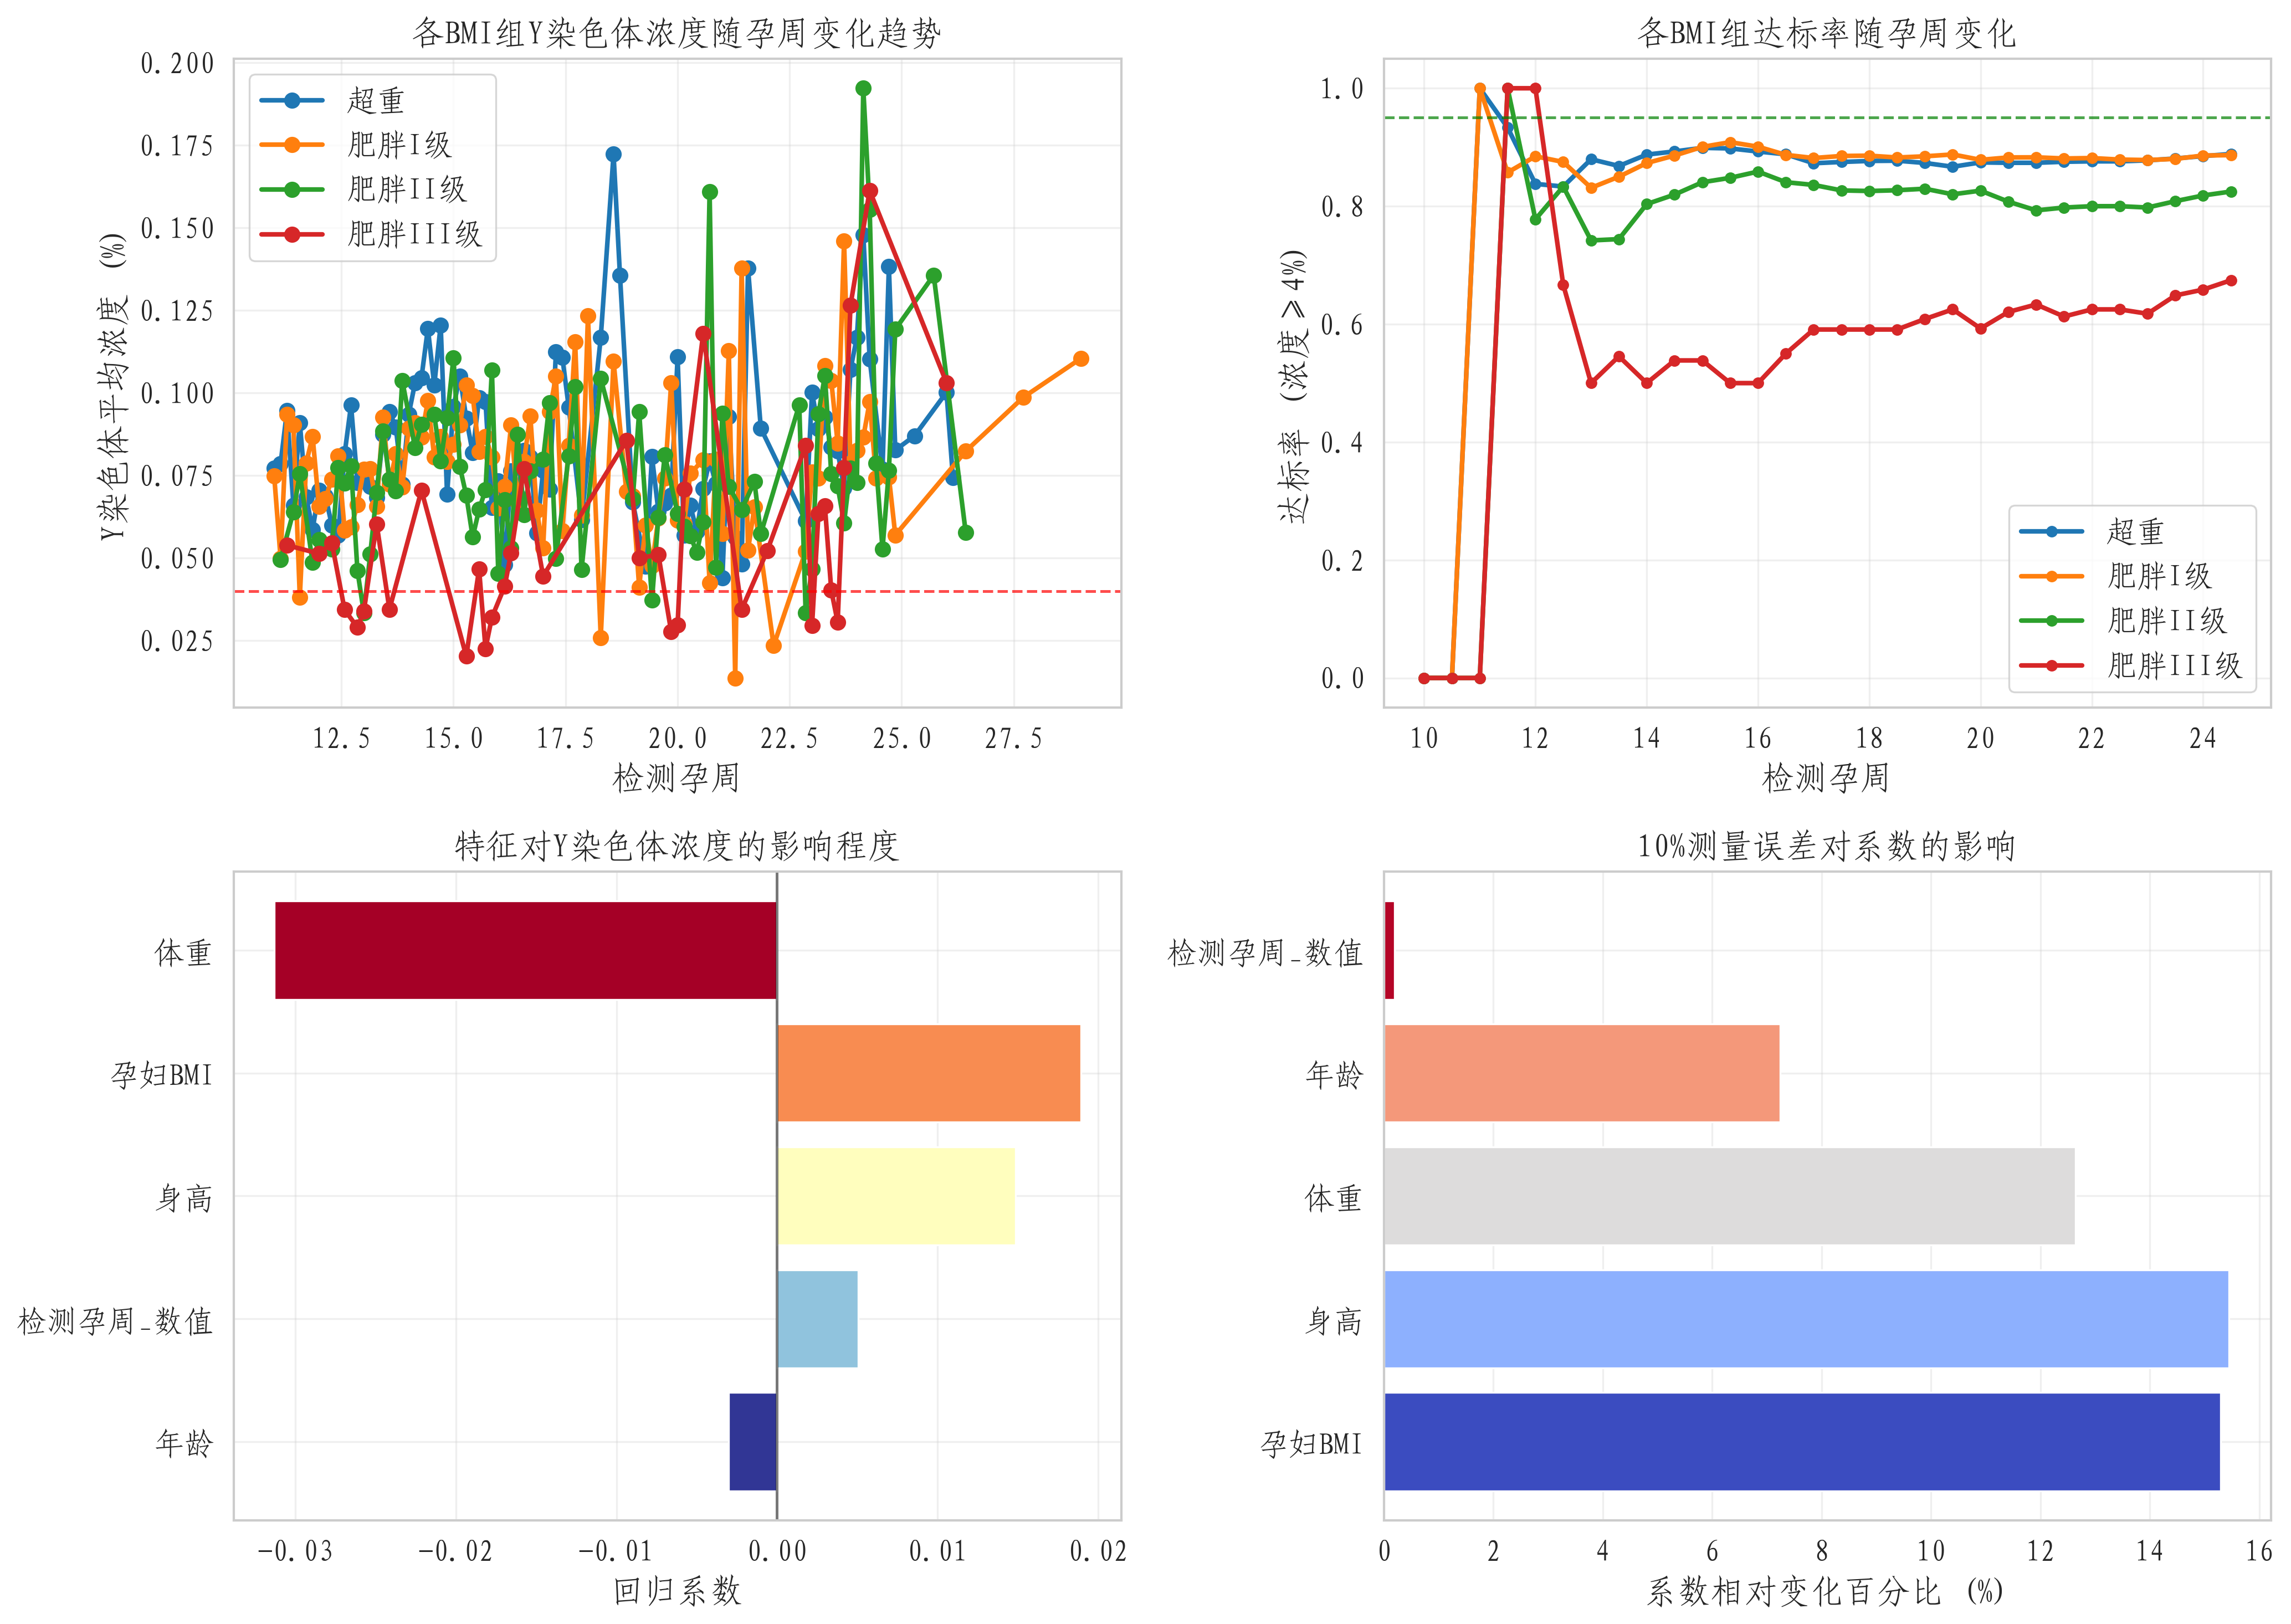 各BMI组Y染色体浓度随孕周变化趋势
Y染色体平均浓度 (%)
0.200
0.175
0.150
0.125
0.100
0.075
0.050
0.025
超重
肥胖I级
肥胖II级
肥胖III级
12.5 15.0 17.5 20.0 22.5 25.0 27.5
检测孕周
各BMI组达标率随孕周变化
达标率 (浓度≥4%)
1.0
0.8
0.6
0.4
0.2
0.0
超重
肥胖I级
肥胖II级
肥胖III级
10 12 14 16 18 20 22 24
检测孕周
特征对Y染色体浓度的影响程度
体重
孕妇BMI
身高
检测孕周_数值
年龄
-0.03 -0.02 -0.01 0.00 0.01 0.02
回归系数
10%测量误差对系数的影响
检测孕周_数值
年龄
体重
身高
孕妇BMI
0 2 4 6 8 10 12 14 16
系数相对变化百分比 (%)